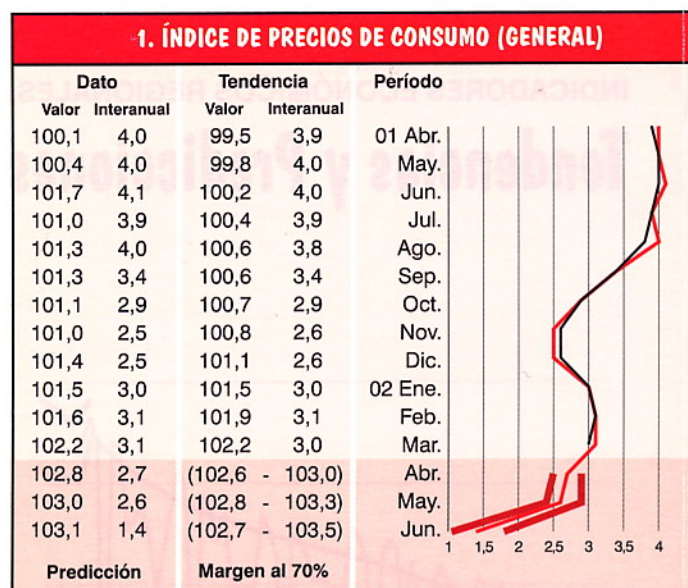 1. ÍNDICE DE PRECIOS DE CONSUMO (GENERAL)
Dato Tendencia Período
Valor Interanual Valor Interanual
100,1 4,0 99,5 3,9 01 Abr.
100,4 4,0 99,8 4,0 May.
101,7 4,1 100,2 4,0 Jun.
101,0 3,9 100,4 3,9 Jul.
101,3 4,0 100,6 3,8 Ago.
101,3 3,4 100,6 3,4 Sep.
101,1 2,9 100,7 2,9 Oct.
101,0 2,5 100,8 2,6 Nov.
101,4 2,5 101,1 2,6 Dic.
101,5 3,0 101,5 3,0 02 Ene.
101,6 3,1 101,9 3,1 Feb.
102,2 3,1 102,2 3,0 Mar.
102,8 2,7 (102,6 - 103,0) Abr.
103,0 2,6 (102,8 - 103,3) May.
103,1 1,4 (102,7 - 103,5) Jun.
1 1,5 2 2,5 3 3,5 4
Predicción Margen al 70%
INDICADORES ECONÓMICOS REGIONALES
Tendencias y Predicciones